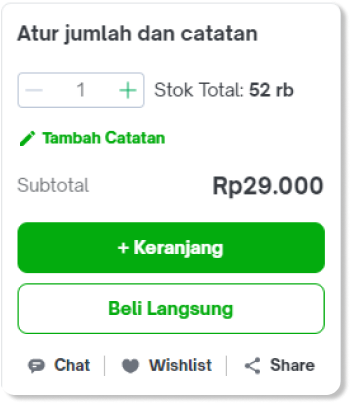 Atur jumlah dan catatan
1 Stok Total: 52 rb
Tambah Catatan
Subtotal Rp29.000
+ Keranjang
Beli Langsung
Chat Wishlist Share